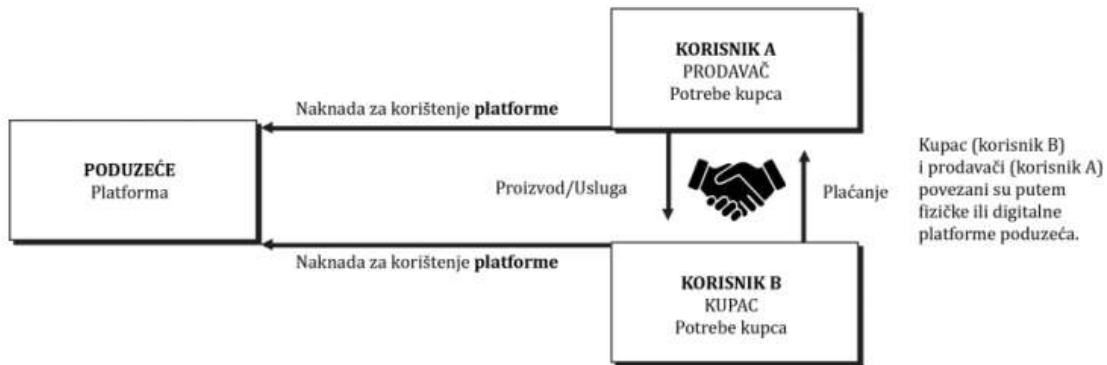 KORISNIK A
PRODAVAČ
Potrebe kupca
Naknada za korištenje platforme
PODUZEĆE
Platforma
Proizvod/Usluga
Plaćanje
Kupac (korisnik B)
i prodavači (korisnik A)
povezani su putem
fizičke ili digitalne
platforme poduzeća.
Naknada za korištenje platforme
KORISNIK B
KUPAC
Potrebe kupca